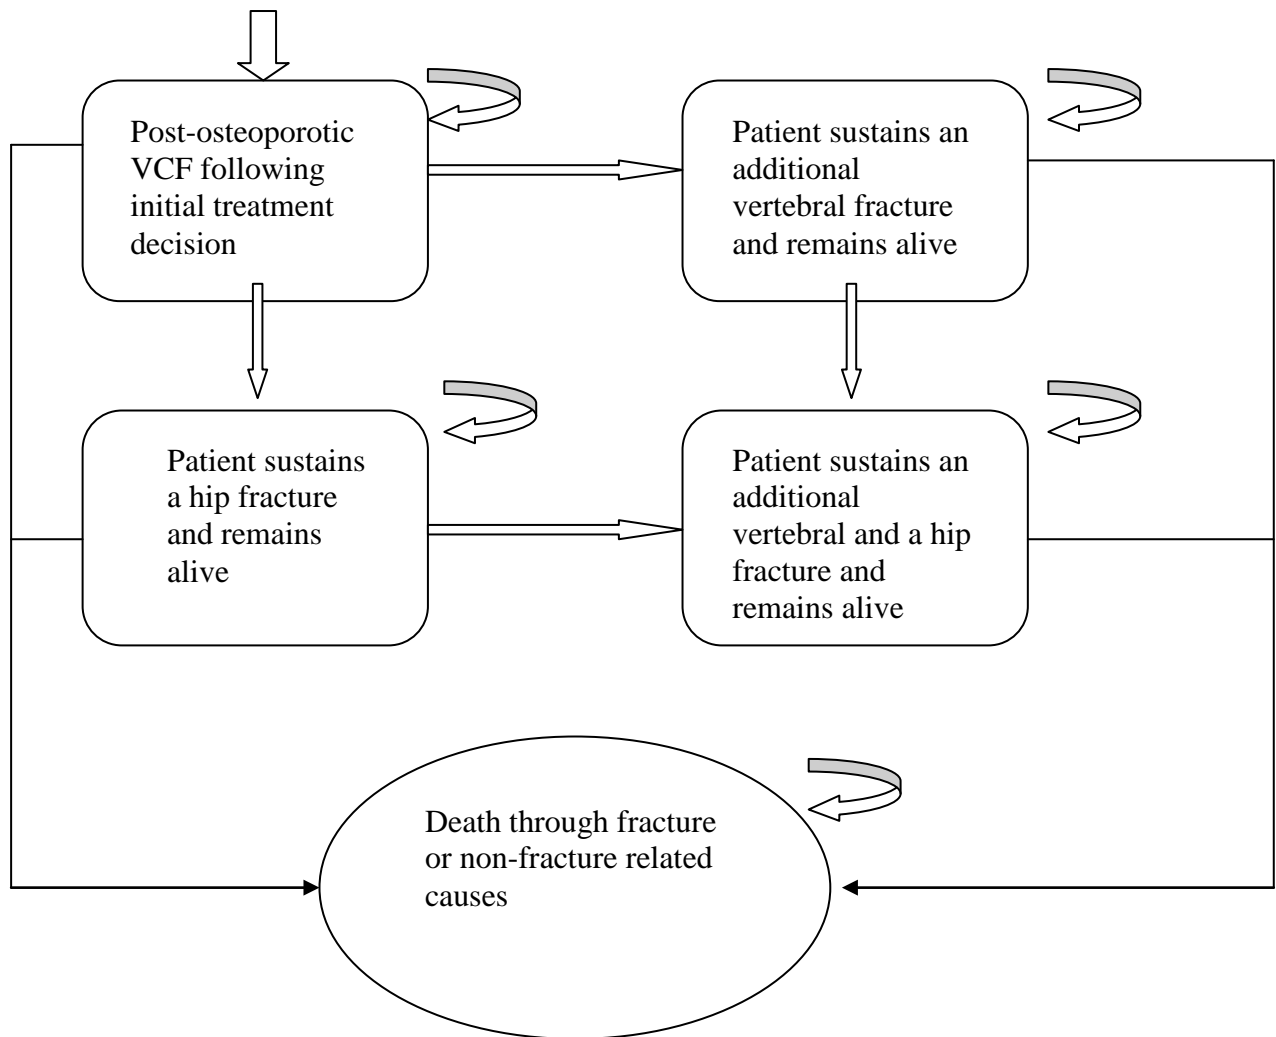 Post-osteoporotic
VCF following
initial treatment
decision
Patient sustains an
additional
vertebral fracture
and remains alive
Patient sustains
a hip fracture
and remains
alive
Patient sustains an
additional
vertebral and a hip
fracture and
remains alive
Death through fracture
or non-fracture related
causes